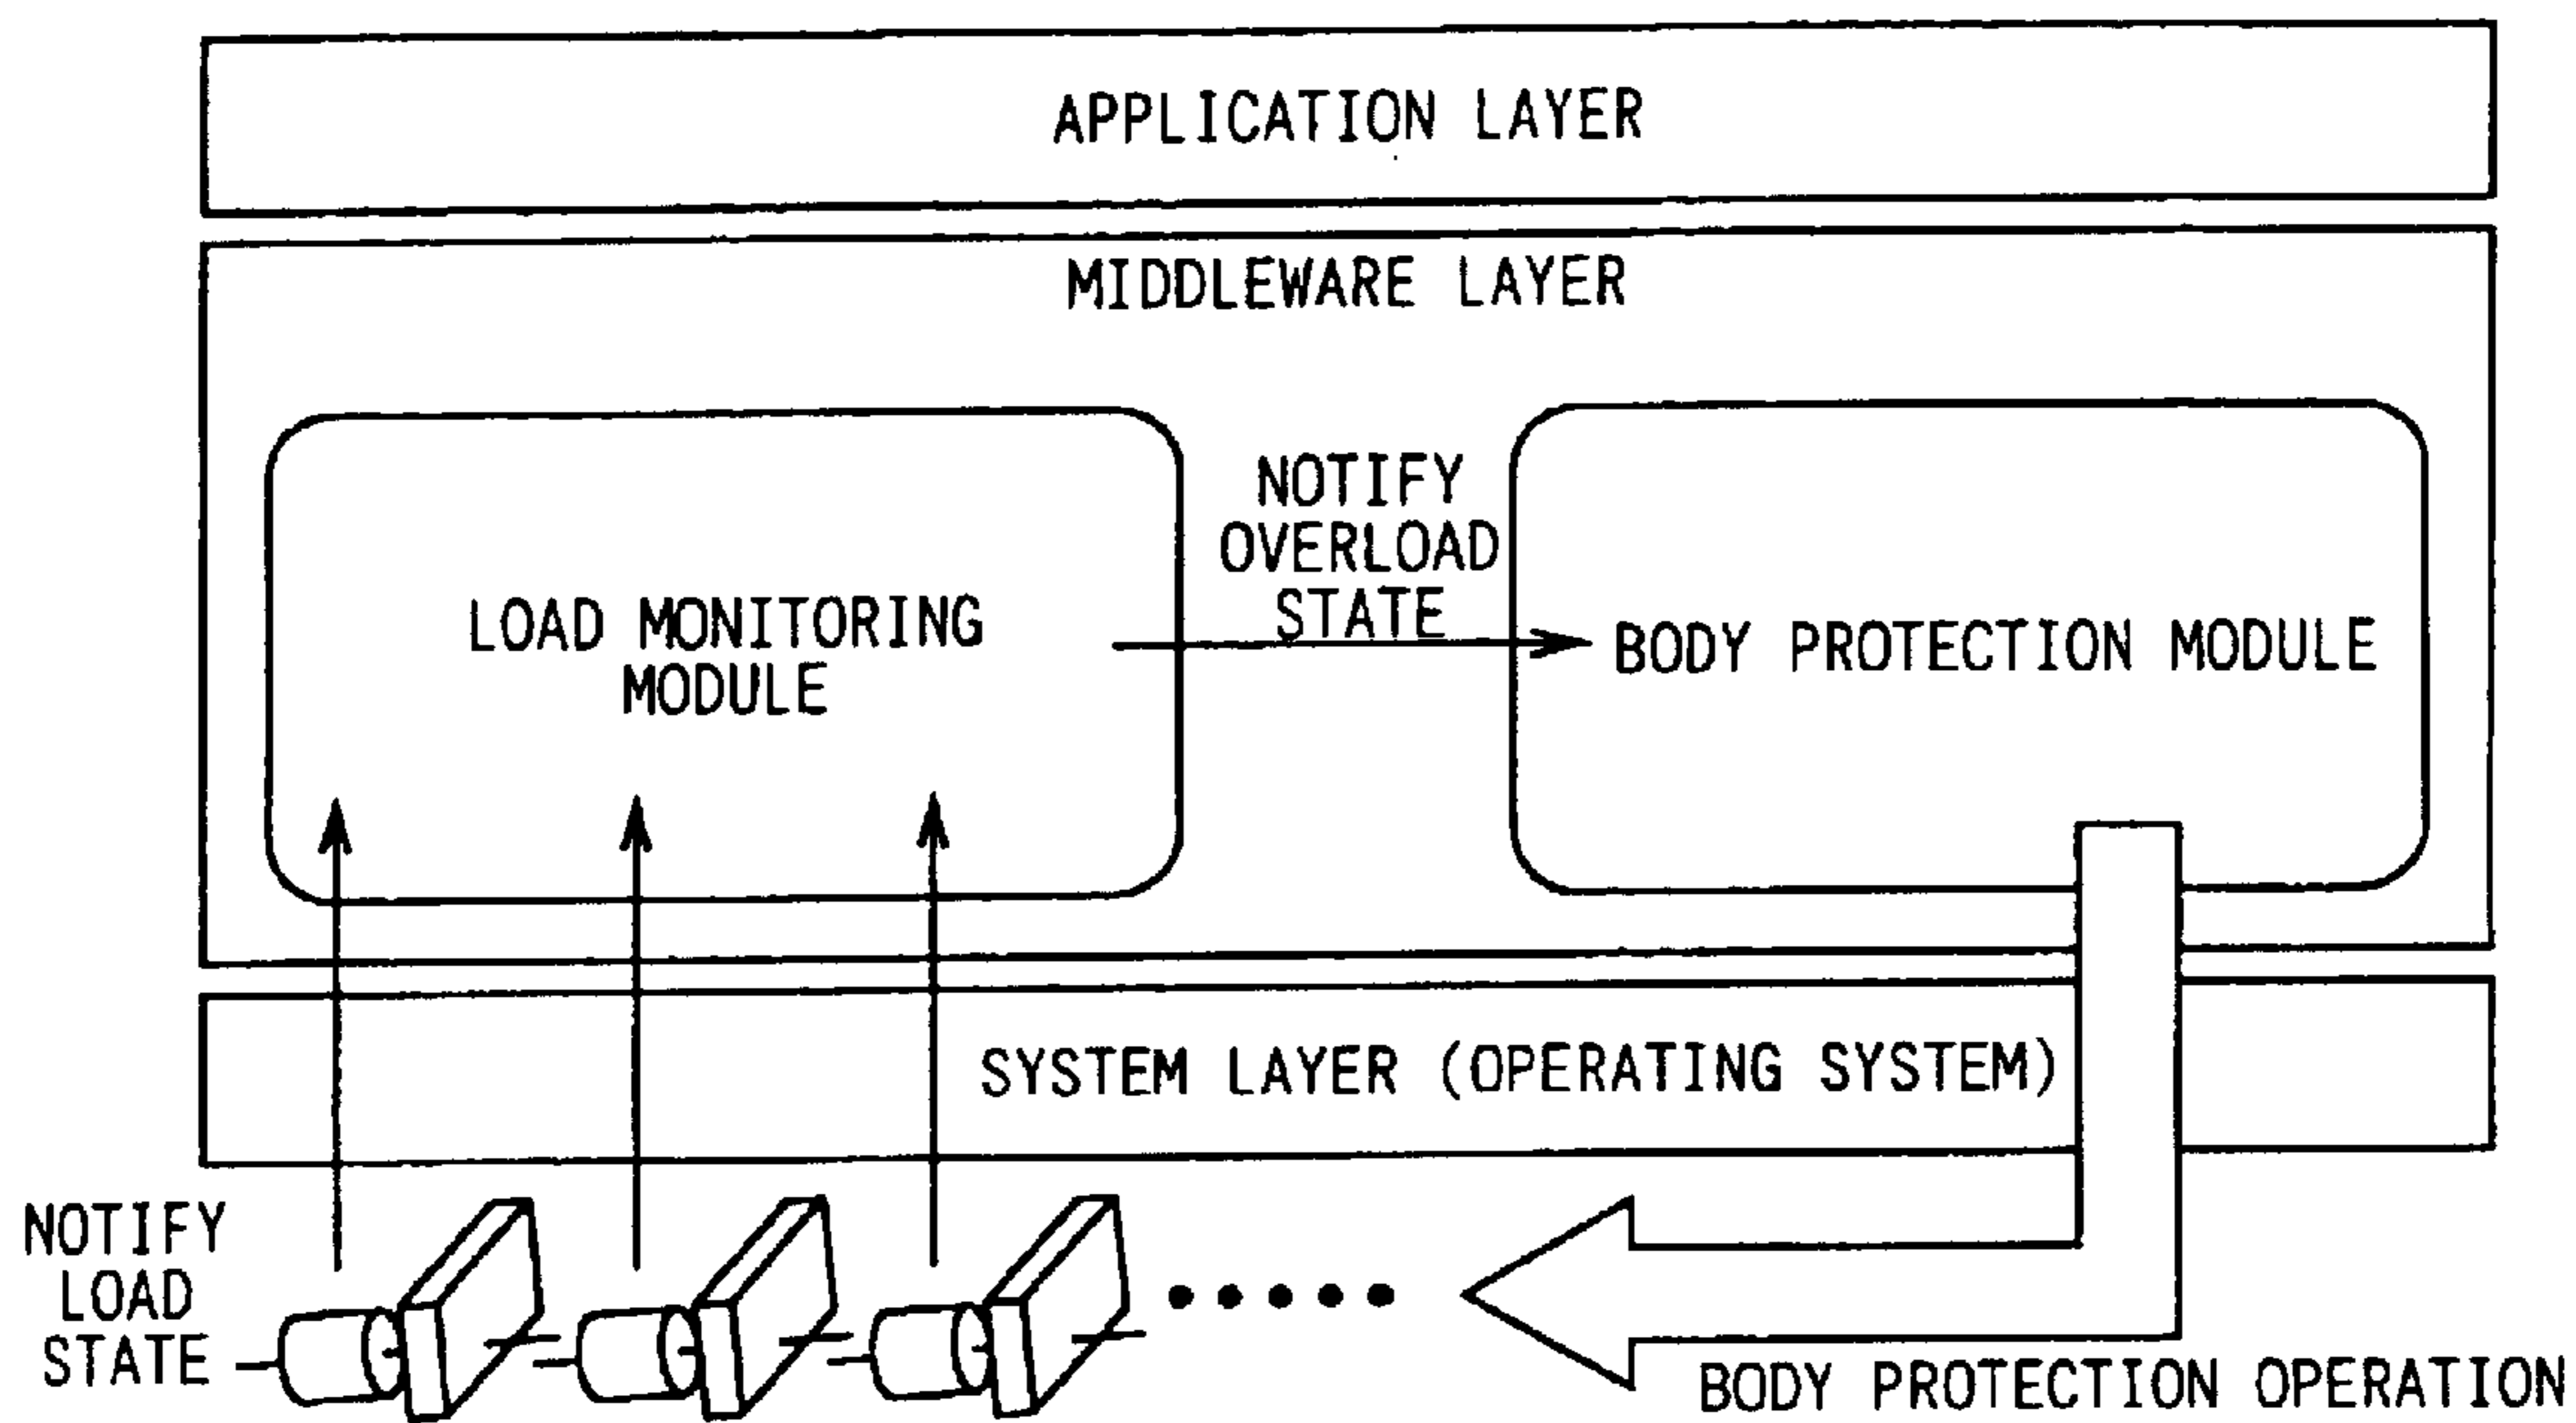 APPLICATION LAYER
MIDDLEWARE LAYER
NOTIFY
OVERLOAD
STATE
LOAD MONITORING
MODULE
BODY PROTECTION MODULE
SYSTEM LAYER (OPERATING SYSTEM)
NOTIFY
LOAD
STATE
BODY PROTECTION OPERATION